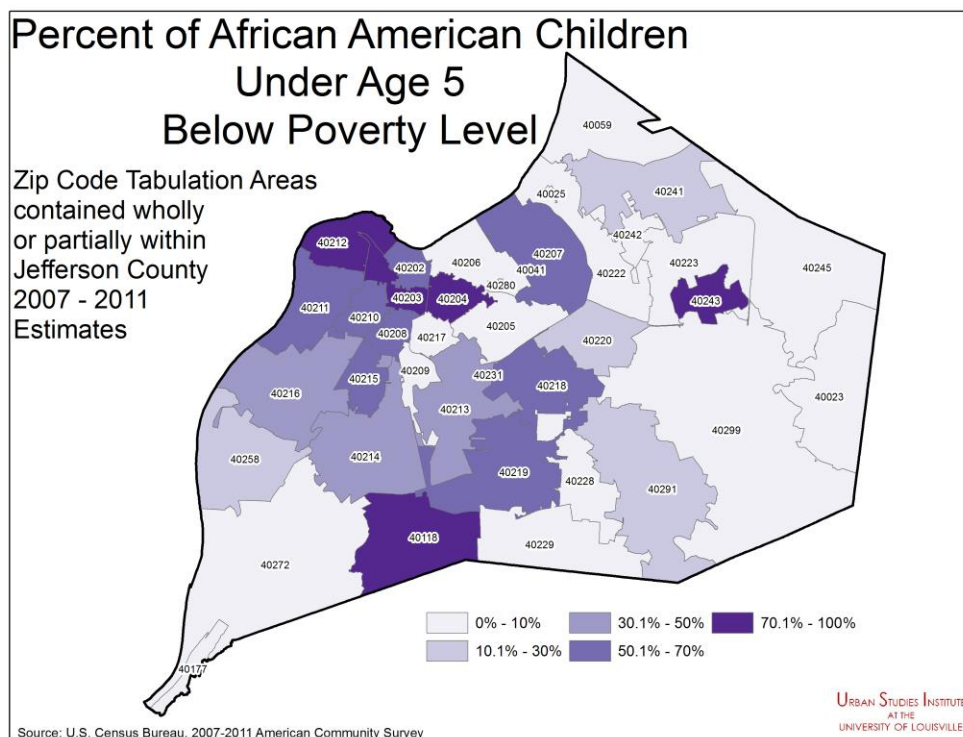 Percent of African American Children
Under Age 5
Below Poverty Level
Zip Code Tabulation Areas
contained wholly
or partially within
Jefferson County
2007 - 2011
Estimates
40059
40025
40241
40242
40212
40202
40206
40207
40041
40222
40223
40245
40280
40203
40204
40243
40211
40210
40208
40217
40205
40220
40215
40209
40231
40218
40216
40213
40023
40299
40258
40214
40219
40228
40291
40118
40229
40272
40177
0% - 10%
30.1% - 50%
70.1% - 100%
10.1% - 30%
50.1% - 70%
URBAN STUDIES INSTITUTE
AT THE
UNIVERSITY OF LOUISVILLE
Source: U.S. Census Bureau, 2007-2011 American Community Survey